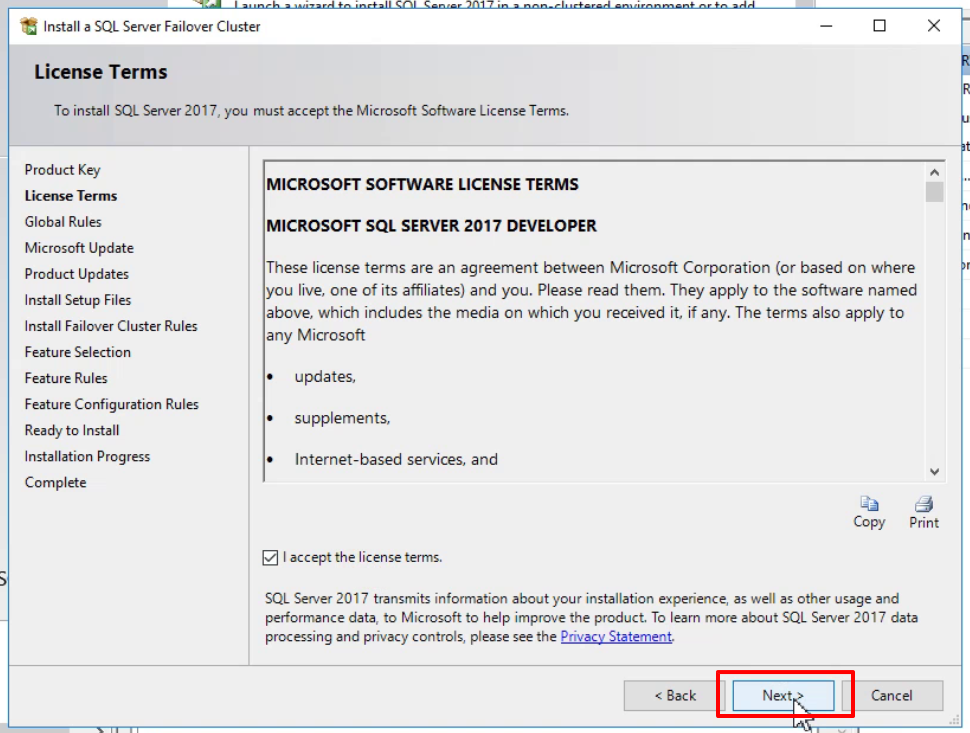 Launch a wizard to install SQL Server 2017 in a non-clustered environment or to add
Install a SQL Server Failover Cluster
License Terms
To install SQL Server 2017, you must accept the Microsoft Software License Terms.
Product Key
License Terms
Global Rules
Microsoft Update
Product Updates
Install Setup Files
Install Failover Cluster Rules
Feature Selection
Feature Rules
Feature Configuration Rules
Ready to Install
Installation Progress
Complete
MICROSOFT SOFTWARE LICENSE TERMS
MICROSOFT SQL SERVER 2017 DEVELOPER
These license terms are an agreement between Microsoft Corporation (or based on where
you live, one of its affiliates) and you. Please read them. They apply to the software named
above, which includes the media on which you received it, if any. The terms also apply to
any Microsoft
• updates,
• supplements,
• Internet-based services, and
Copy
Print
I accept the license terms.
SQL Server 2017 transmits information about your installation experience, as well as other usage and
performance data, to Microsoft to help improve the product. To learn more about SQL Server 2017 data
processing and privacy controls, please see the Privacy Statement.
< Back
Next >
Cancel